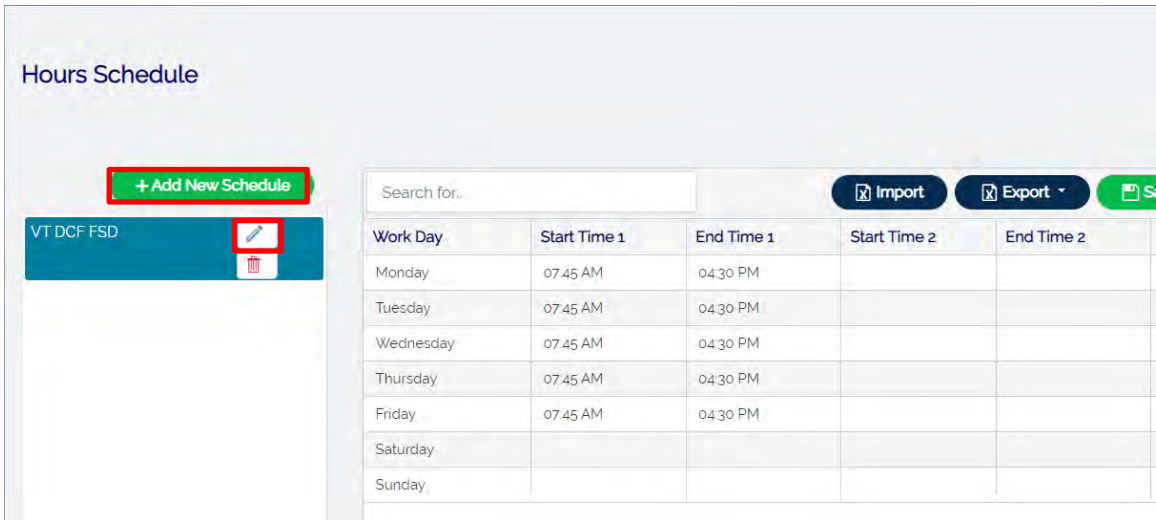 Hours Schedule
+ Add New Schedule
VT DCF FSD
Search for..
Import Export
Work Day Start Time 1 End Time 1 Start Time 2 End Time 2
Monday 07:45 AM 04:30 PM
Tuesday 07:45 AM 04:30 PM
Wednesday 07:45 AM 04:30 PM
Thursday 07:45 AM 04:30 PM
Friday 07:45 AM 04:30 PM
Saturday
Sunday